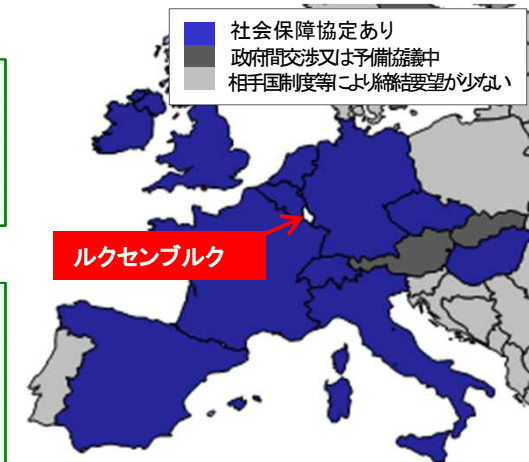 社会保障協定あり
政府間交渉又は予備協議中
相手国制度等により締結要望が少ない
ルクセンブルク